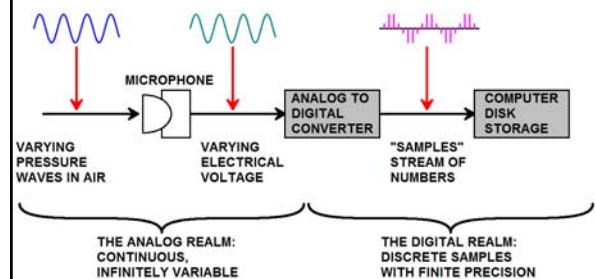 MICROPHONE
ANALOG TO
DIGITAL
CONVERTER
COMPUTER
DISK
STORAGE
VARYING
PRESSURE
WAVES IN AIR
VARYING
ELECTRICAL
VOLTAGE
"SAMPLES"
STREAM OF
NUMBERS
THE ANALOG REALM:
CONTINUOUS,
INFINITELY VARIABLE
THE DIGITAL REALM:
DISCRETE SAMPLES
WITH FINITE PRECISION